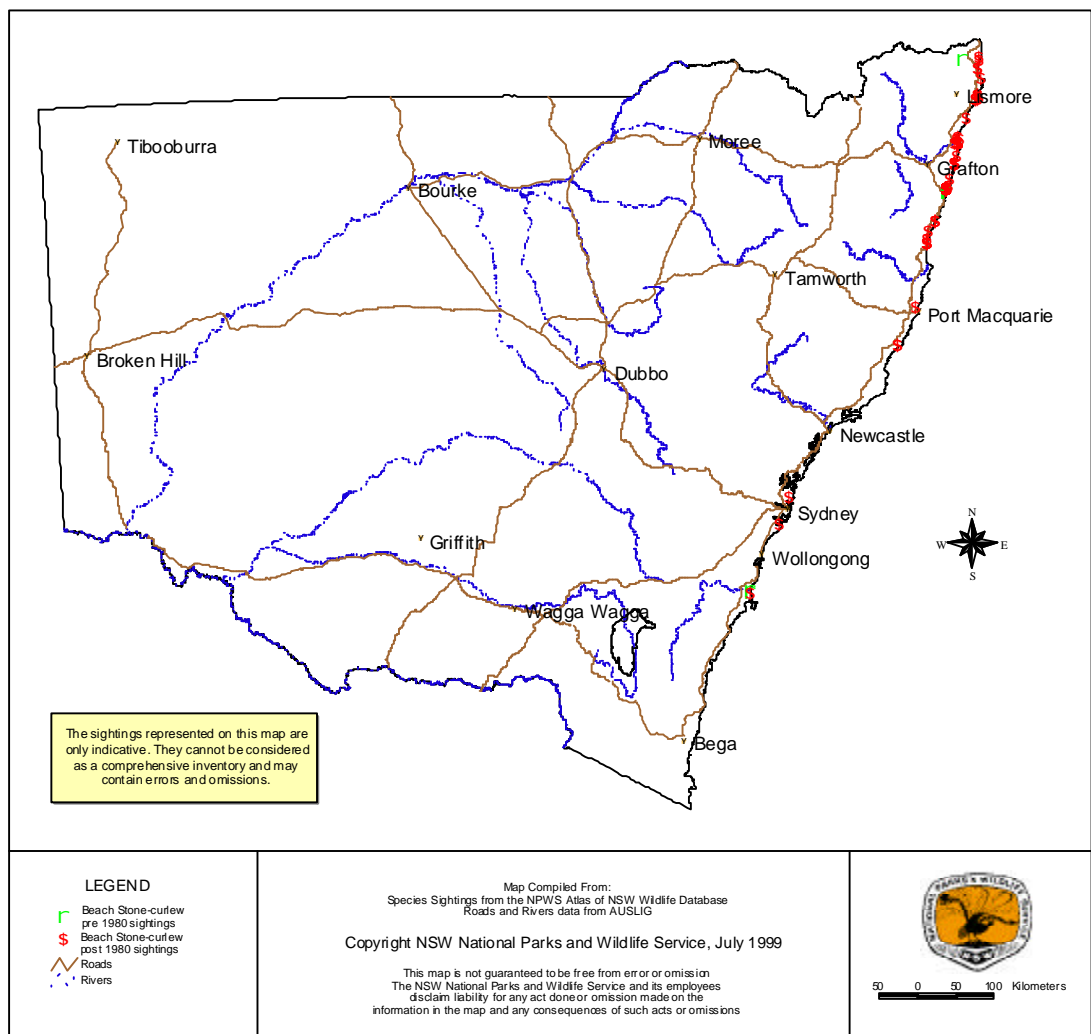 Lismore
Tibooburra
Moree
Grafton
Bourke
Tamworth
Port Macquarie
Broken Hill
Dubbo
Newcastle
Sydney
Griffith
N
W E
S
Wollongong
Wagga Wagga
Bega
The sightings represented on this map are
only indicative. They cannot be considered
as a comprehensive inventory and may
contain errors and omissions.
LEGEND
r Beach Stone-curlew
pre 1980 sightings
$ Beach Stone-curlew
post 1980 sightings
Roads
Rivers
Map Compiled From:
Species Sightings from the NPWS Atlas of NSW Wildlife Database
Roads and Rivers data from AUSLIG
Copyright NSW National Parks and Wildlife Service, July 1999
This map is not guaranteed to be free from error or omission
The NSW National Parks and Wildlife Service and its employees
disclaim liability for any act done or omission made on the
information in the map and any consequences of such acts or omissions
NATIONAL PARKS & WILDLIFE SERVICE
50 0 50 100 Kilometers